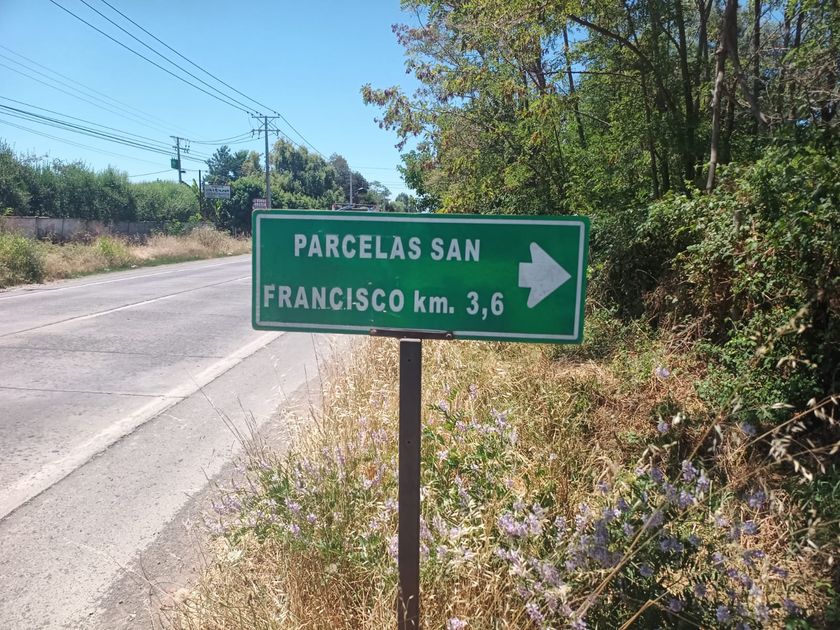 PARCELAS SAN
FRANCISCO km. 3,6